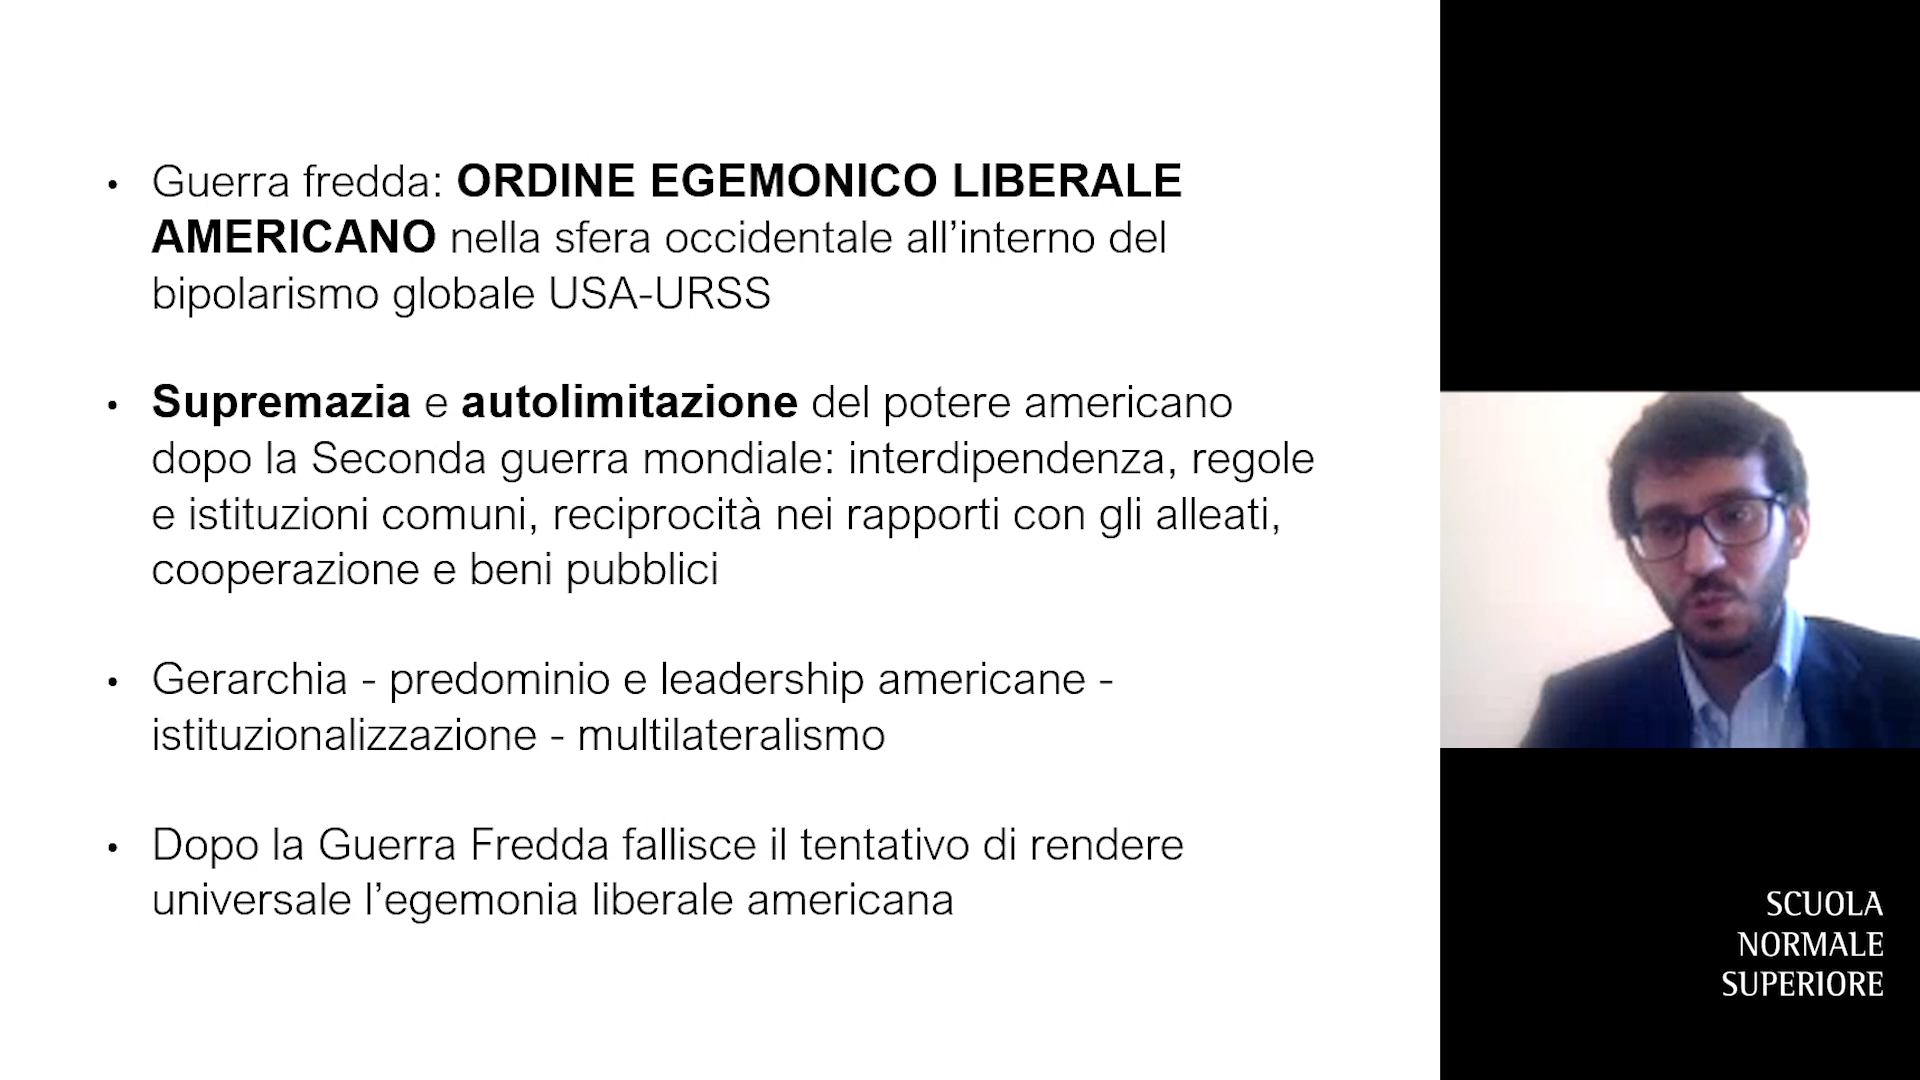 • Guerra fredda: ORDINE EGEMONICO LIBERALE
AMERICANO nella sfera occidentale all’interno del
bipolarismo globale USA-URSS
• Supremazia e autolimitazione del potere americano
dopo la Seconda guerra mondiale: interdipendenza, regole
e istituzioni comuni, reciprocità nei rapporti con gli alleati,
cooperazione e beni pubblici
• Gerarchia - predominio e leadership americane -
istituzionalizzazione - multilateralismo
• Dopo la Guerra Fredda fallisce il tentativo di rendere
universale l’egemonia liberale americana
SCUOLA
NORMALE
SUPERIORE